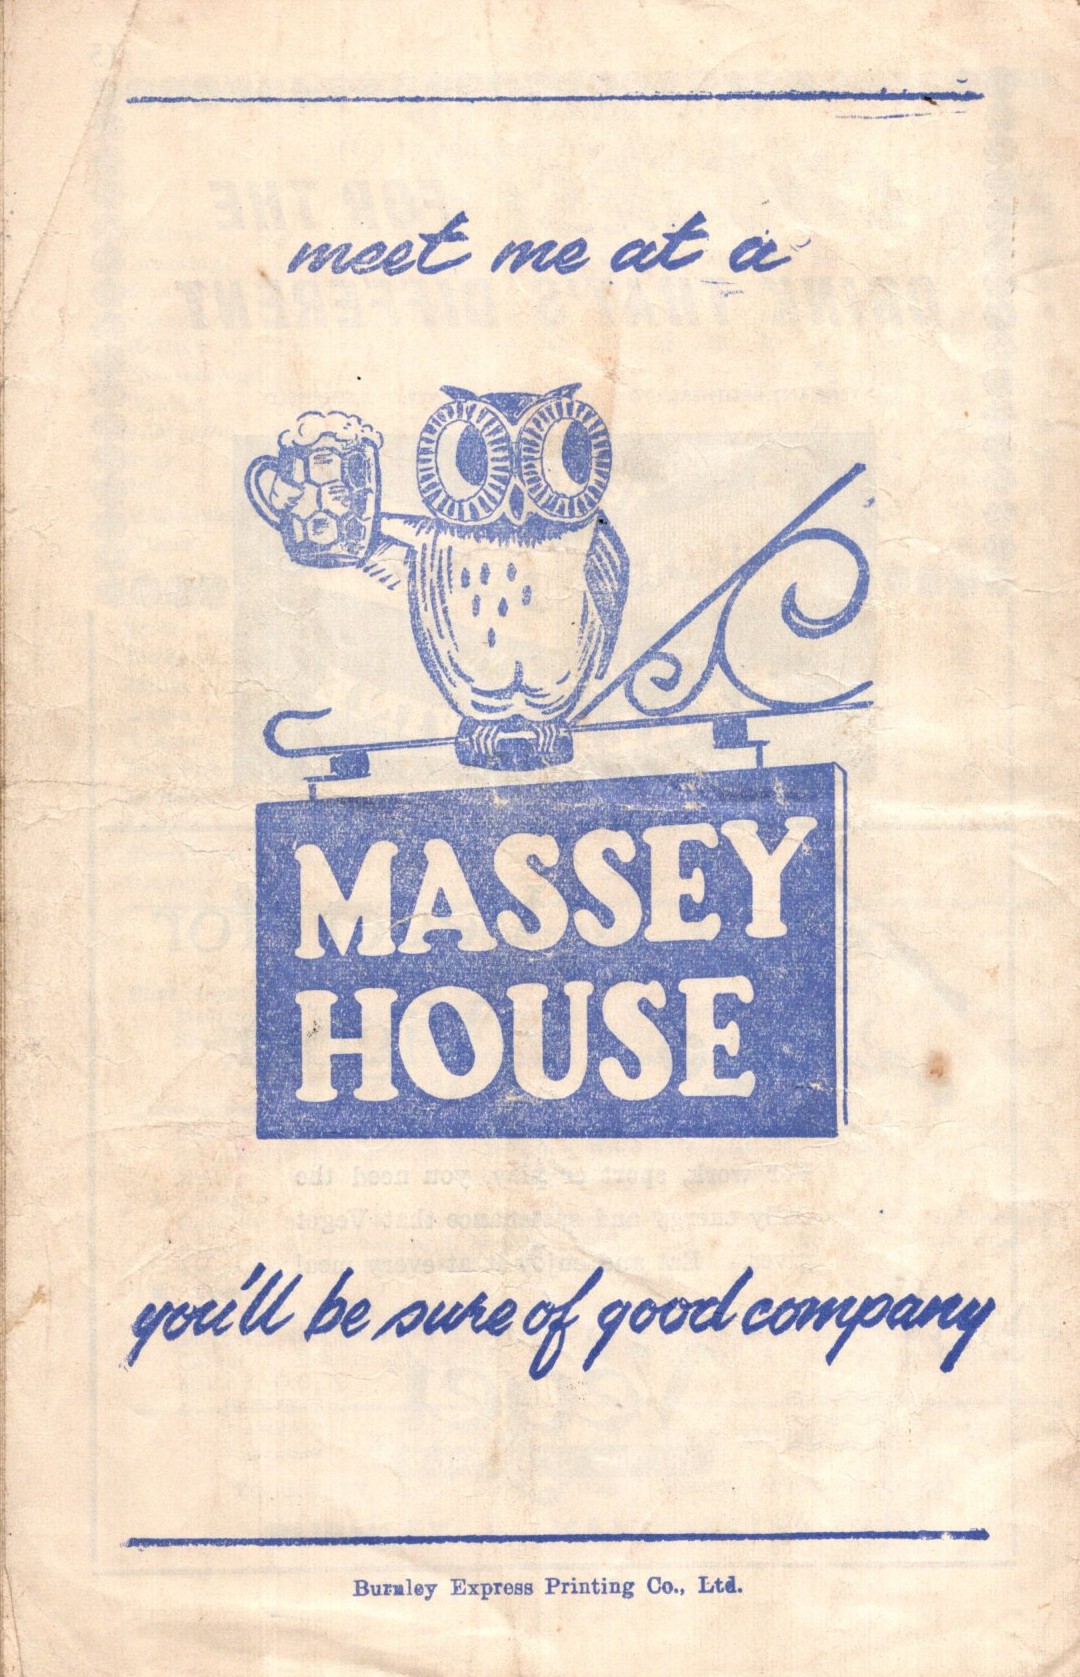 meet me at a
MASSEY
HOUSE
you'll be sure of good company
Burnley Express Printing Co., Ltd.